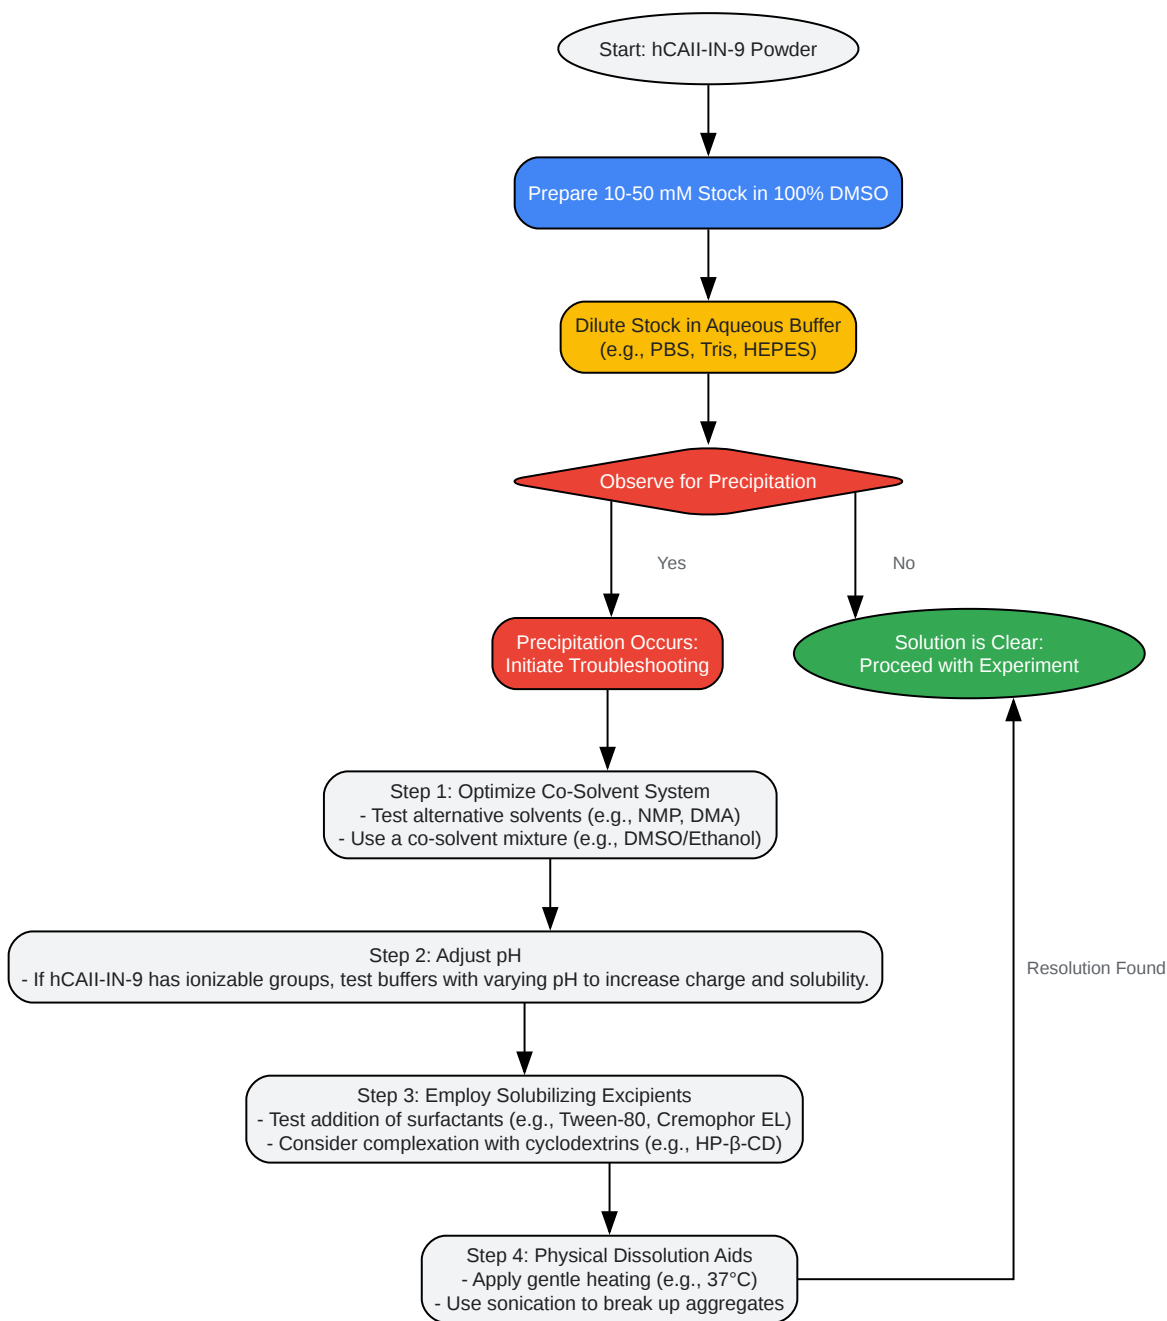 Start: hCAII-IN-9 Powder
Prepare 10-50 mM Stock in 100% DMSO
Dilute Stock in Aqueous Buffer
(e.g., PBS, Tris, HEPES)
Observe for Precipitation
Yes
No
Precipitation Occurs:
Initiate Troubleshooting
Solution is Clear:
Proceed with Experiment
Step 1: Optimize Co-Solvent System
- Test alternative solvents (e.g., NMP, DMA)
- Use a co-solvent mixture (e.g., DMSO/Ethanol)
Step 2: Adjust pH
- If hCAII-IN-9 has ionizable groups, test buffers with varying pH to increase charge and solubility.
Resolution Found
Step 3: Employ Solubilizing Excipients
- Test addition of surfactants (e.g., Tween-80, Cremophor EL)
- Consider complexation with cyclodextrins (e.g., HP-β-CD)
Step 4: Physical Dissolution Aids
- Apply gentle heating (e.g., 37°C)
- Use sonication to break up aggregates